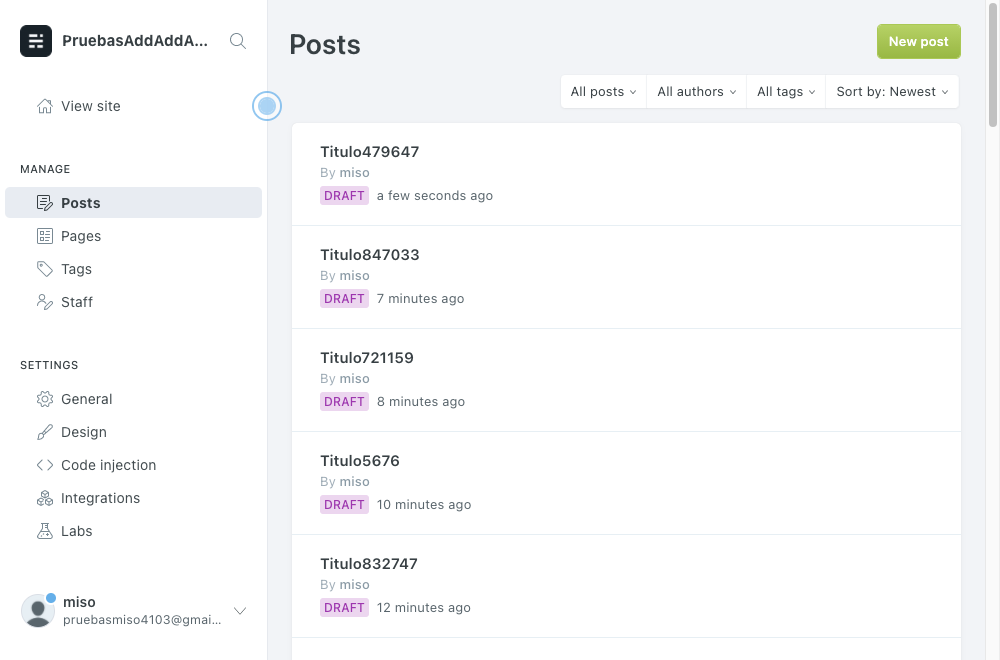 PruebasAddAddA...
View site
MANAGE
Posts
Pages
Tags
Staff
SETTINGS
General
Design
Code injection
Integrations
Labs
miso
pruebasmiso4103@gmai...
Posts
New post
All posts
All authors
All tags
Sort by: Newest
Titulo479647
By miso
DRAFT a few seconds ago
Titulo847033
By miso
DRAFT 7 minutes ago
Titulo721159
By miso
DRAFT 8 minutes ago
Titulo5676
By miso
DRAFT 10 minutes ago
Titulo832747
By miso
DRAFT 12 minutes ago